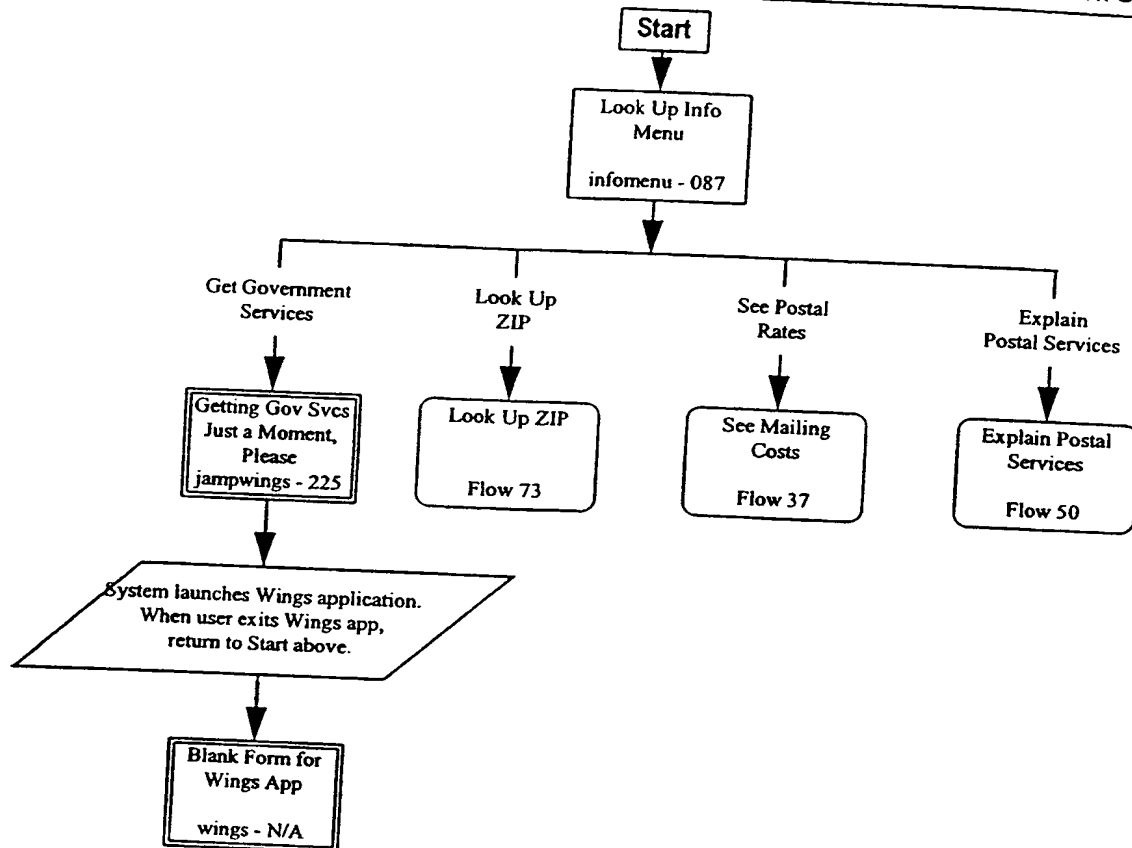 Start
Look Up Info
Menu
infomenu - 087
Get Government
Services
Look Up
ZIP
See Postal
Rates
Explain
Postal Services
Getting Gov Svcs
Just a Moment,
Please
jampwings - 225
Look Up ZIP
Flow 73
See Mailing
Costs
Flow 37
Explain Postal
Services
Flow 50
System launches Wings application.
When user exits Wings app,
return to Start above.
Blank Form for
Wings App
wings - N/A